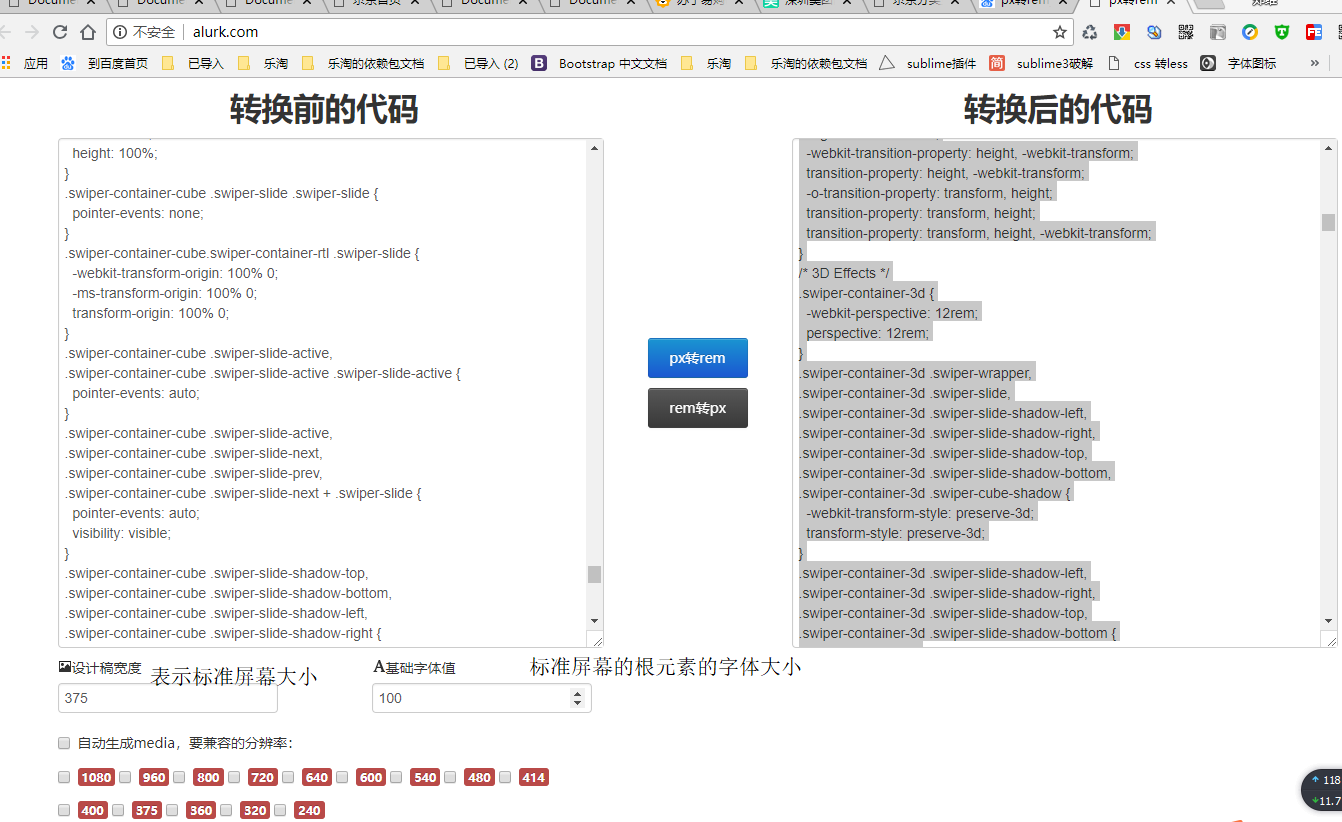 Docume Docume Docume 京东首页 Docume Docume 苏宁易购 深圳美团 京东分类 px转rem px转rem
不安全 alurk.com
应用 到百度首页 已导入 乐淘 乐淘的依赖包文档 已导入 (2) B Bootstrap 中文文档 乐淘 乐淘的依赖包文档 sublime插件 简 sublime3破解 css 转less 字体图标 »
转换前的代码
height: 100%;
}
.swiper-container-cube .swiper-slide .swiper-slide {
pointer-events: none;
}
.swiper-container-cube.swiper-container-rtl .swiper-slide {
-webkit-transform-origin: 100% 0;
-ms-transform-origin: 100% 0;
transform-origin: 100% 0;
}
.swiper-container-cube .swiper-slide-active,
.swiper-container-cube .swiper-slide-active .swiper-slide-active {
pointer-events: auto;
}
.swiper-container-cube .swiper-slide-active,
.swiper-container-cube .swiper-slide-next,
.swiper-container-cube .swiper-slide-prev,
.swiper-container-cube .swiper-slide-next + .swiper-slide {
pointer-events: auto;
visibility: visible;
}
.swiper-container-cube .swiper-slide-shadow-top,
.swiper-container-cube .swiper-slide-shadow-bottom,
.swiper-container-cube .swiper-slide-shadow-left,
.swiper-container-cube .swiper-slide-shadow-right {
px转rem
rem转px
转换后的代码
-webkit-transition-property: height, -webkit-transform;
transition-property: height, -webkit-transform;
-o-transition-property: transform, height;
transition-property: transform, height;
transition-property: transform, height, -webkit-transform;
}
/* 3D Effects */
.swiper-container-3d {
-webkit-perspective: 12rem;
perspective: 12rem;
}
.swiper-container-3d .swiper-wrapper,
.swiper-container-3d .swiper-slide,
.swiper-container-3d .swiper-slide-shadow-left,
.swiper-container-3d .swiper-slide-shadow-right,
.swiper-container-3d .swiper-slide-shadow-top,
.swiper-container-3d .swiper-slide-shadow-bottom,
.swiper-container-3d .swiper-cube-shadow {
-webkit-transform-style: preserve-3d;
transform-style: preserve-3d;
}
.swiper-container-3d .swiper-slide-shadow-left,
.swiper-container-3d .swiper-slide-shadow-right,
.swiper-container-3d .swiper-slide-shadow-top,
.swiper-container-3d .swiper-slide-shadow-bottom {
设计稿宽度 表示标准屏幕大小 A基础字体值 标准屏幕的根元素的字体大小
375 100
自动生成media，要兼容的分辨率：
1080 960 800 720 640 600 540 480 414
400 375 360 320 240
118
11.7